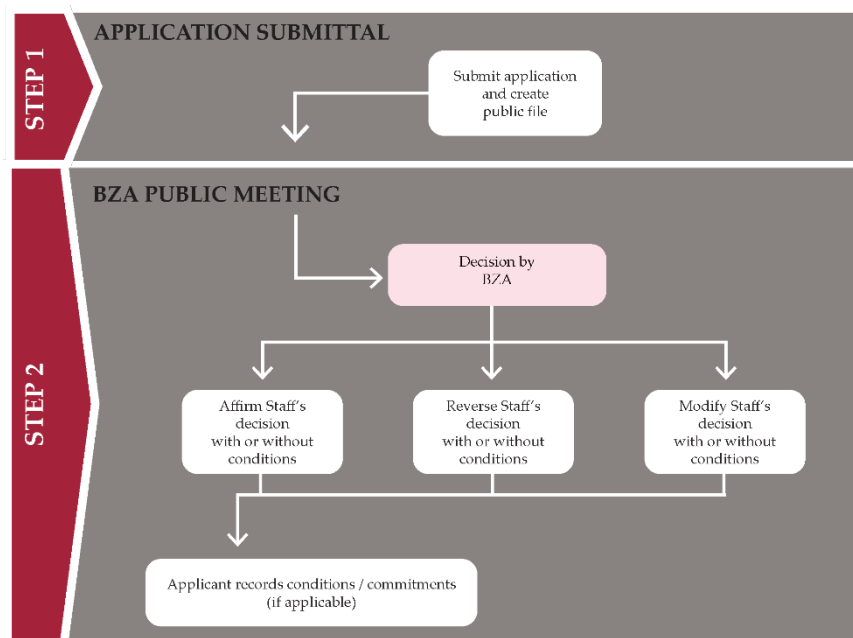 STEP 1
APPLICATION SUBMITTAL
Submit application
and create
public file
STEP 2
BZA PUBLIC MEETING
Decision by
BZA
Affirm Staff's
decision
with or without
conditions
Reverse Staff's
decision
with or without
conditions
Modify Staff's
decision
with or without
conditions
Applicant records conditions / commitments
(if applicable)